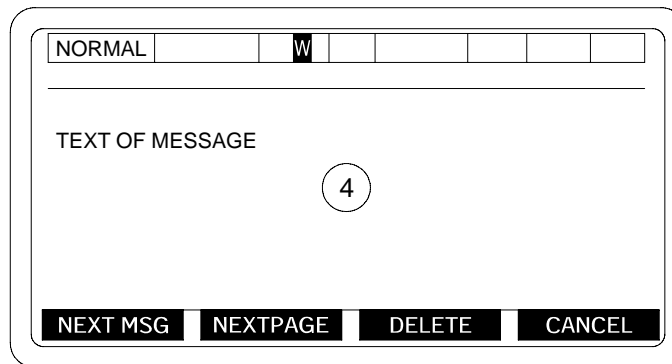 NORMAL W
TEXT OF MESSAGE
4
NEXT MSG NEXTPAGE DELETE CANCEL